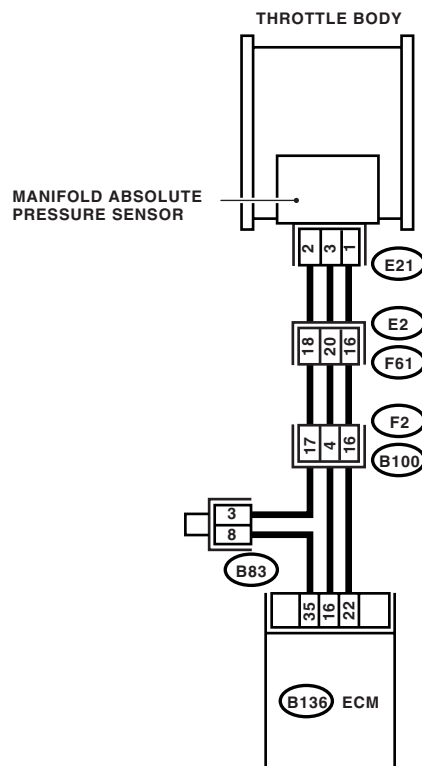 THROTTLE BODY
MANIFOLD ABSOLUTE
PRESSURE SENSOR
2 3 1
E21
E2
18 20 16
F61
F2
17 4 16
B100
3
8
B83
35 16 22
B136 ECM